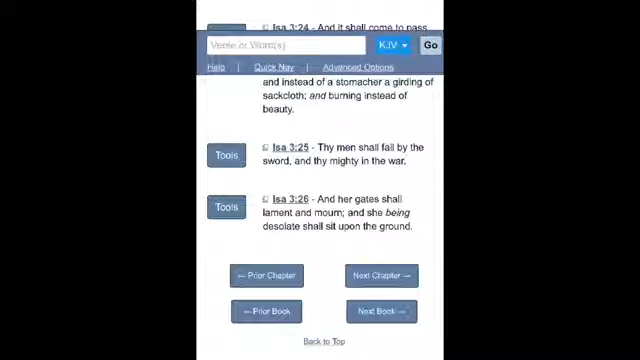 Isa 3:24 - And it shall come to pass
Verse or Word(s) KJV Go
Help | Quick Nav | Advanced Options
and instead of a stomacher a girding of
sackcloth; and burning instead of
beauty.
Tools Isa 3:25 - Thy men shall fall by the
sword, and thy mighty in the war.
Tools Isa 3:26 - And her gates shall
lament and mourn; and she being
desolate shall sit upon the ground.
← Prior Chapter Next Chapter →
← Prior Book Next Book →
Back to Top